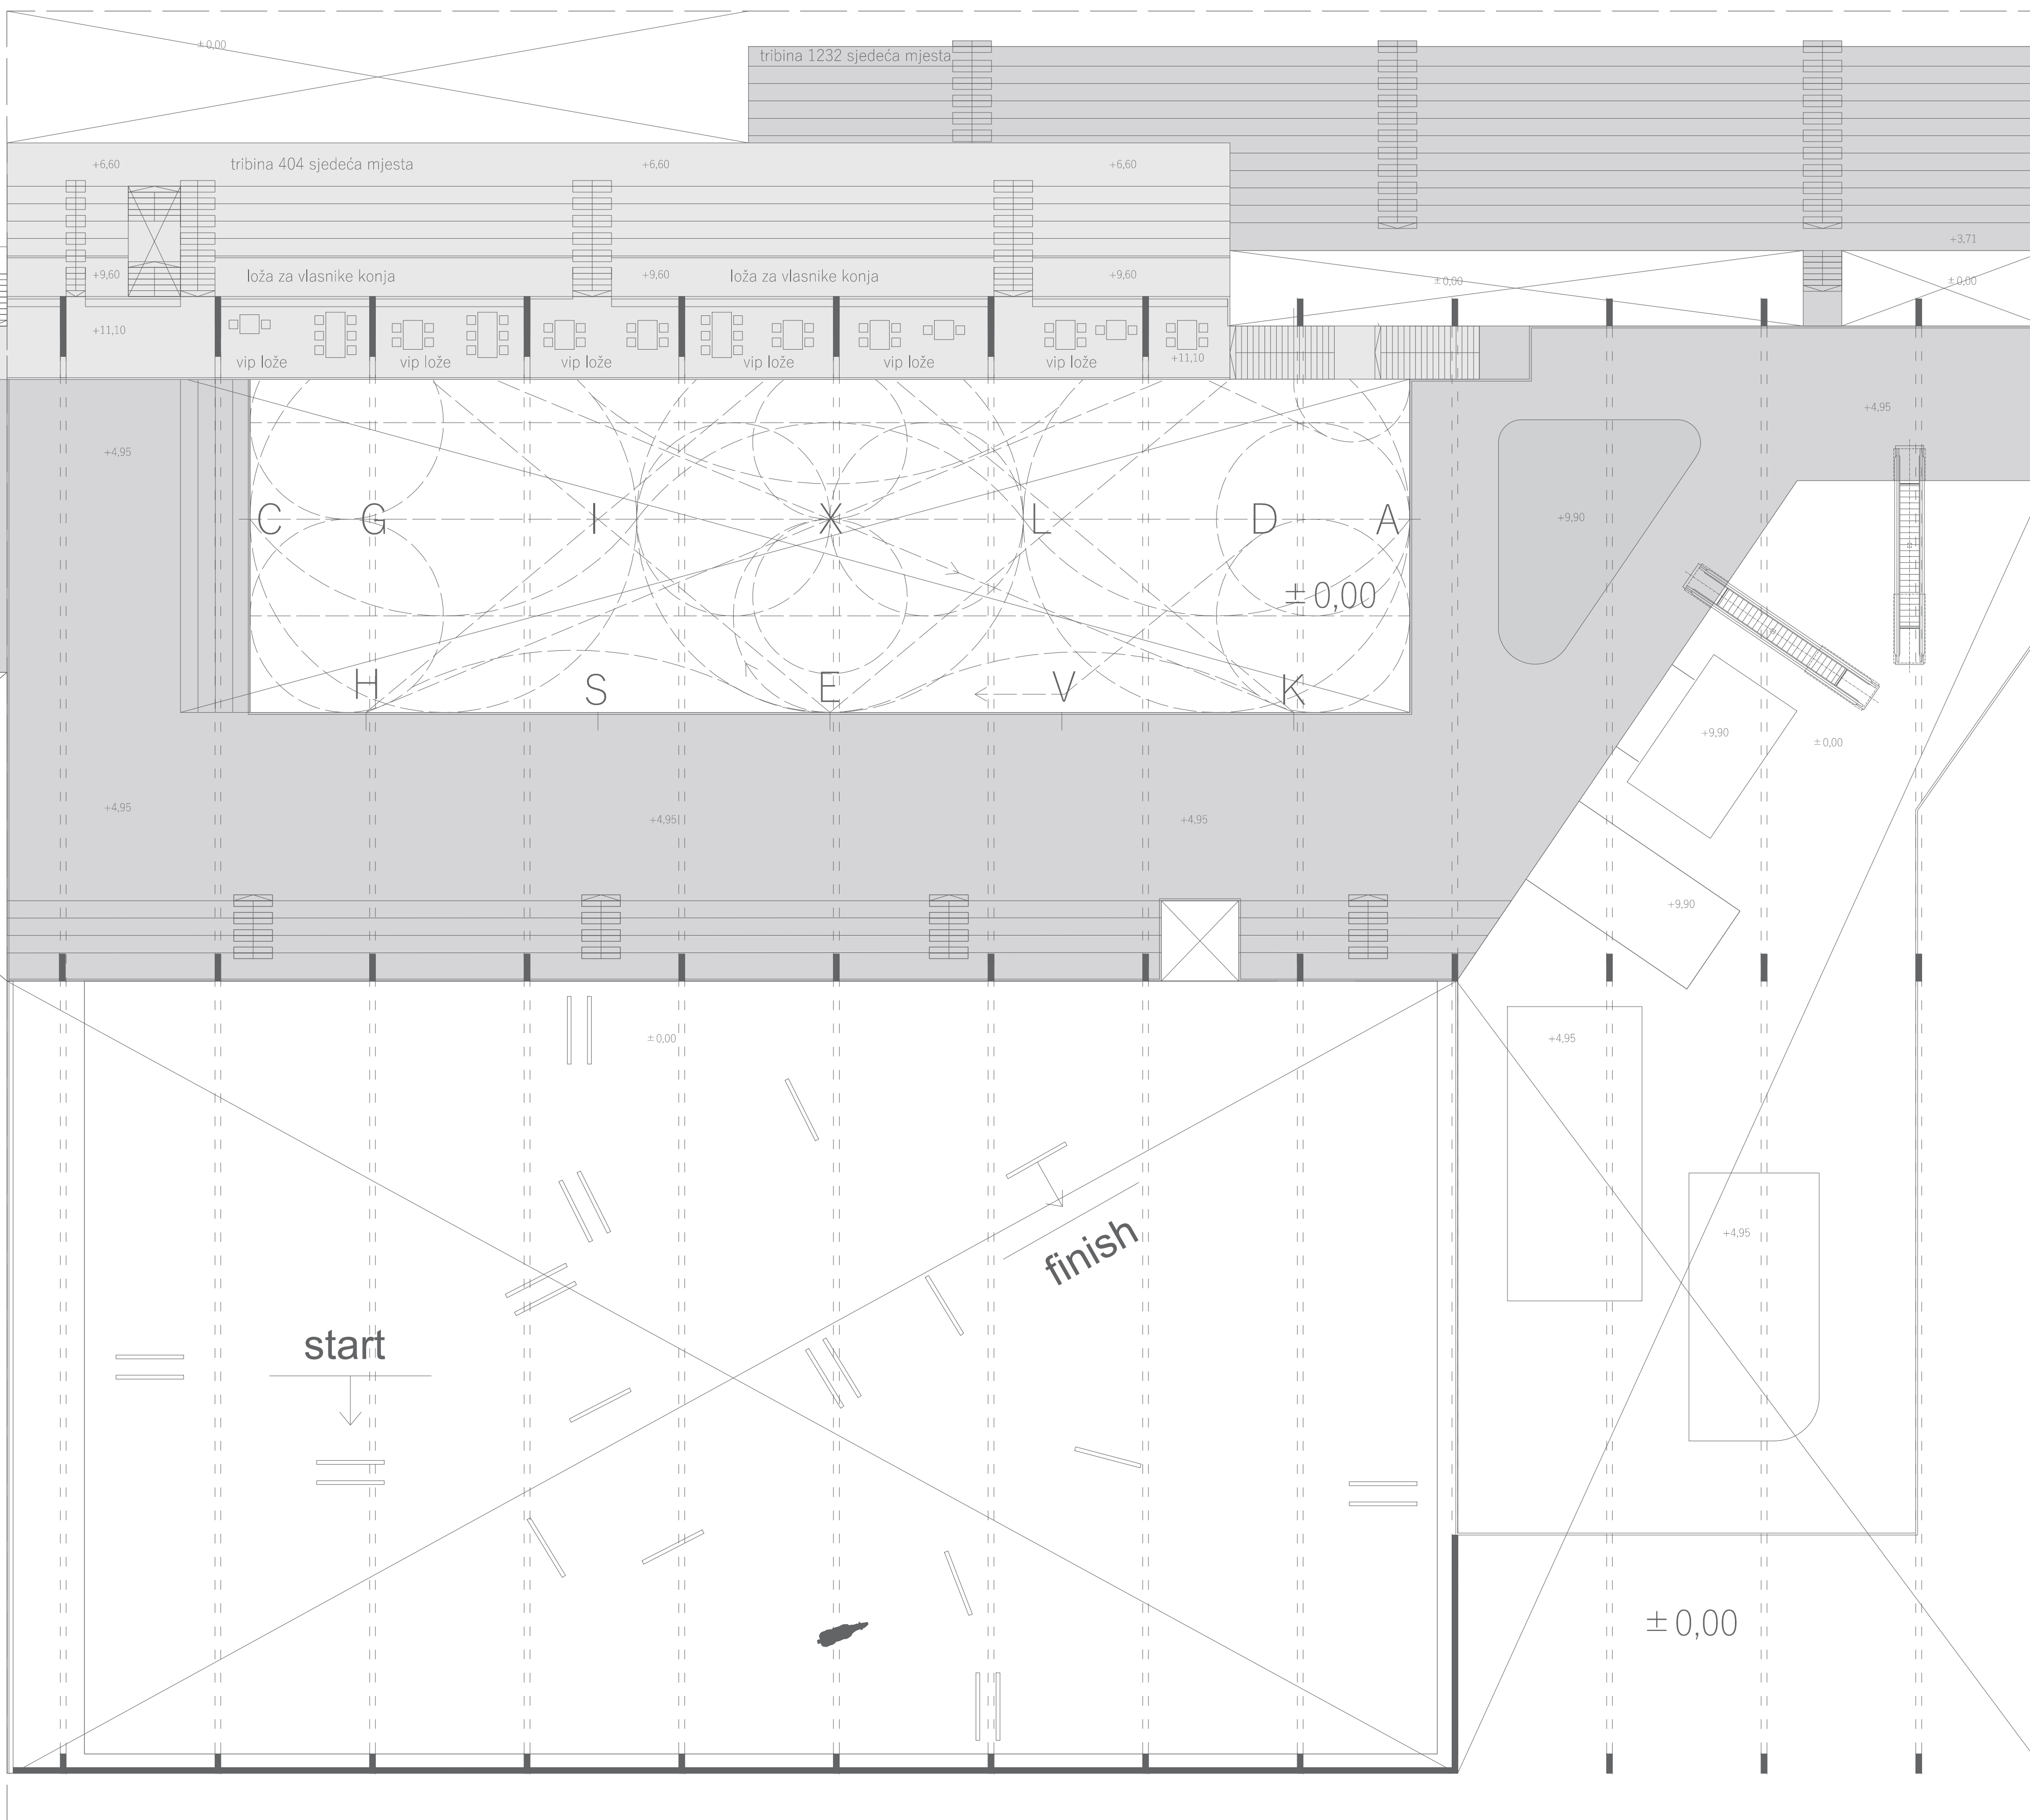 ±0,00
tribina 1232 sjedeća mjesta
+6,60
tribina 404 sjedeća mjesta
+6,60
+6,60
+3,71
+9,60
loža za vlasnike konja
+9,60
loža za vlasnike konja
+9,60
±0,00
±0,00
+11,10
vip lože
vip lože
vip lože
vip lože
vip lože
vip lože
+11,10
+4,95
+4,95
C G I X L D A
+9,90
±0,00
H S E V K
+9,90
±0,00
+4,95
+4,95
+4,95
+9,90
±0,00
+4,95
+4,95
finish
start
±0,00